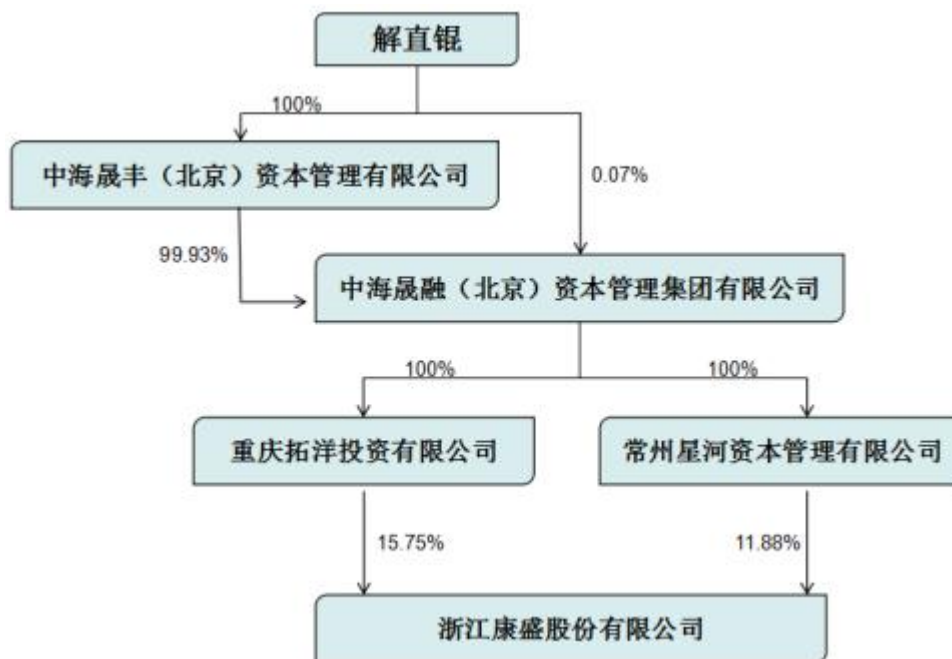 解直锟
100%
中海晟丰（北京）资本管理有限公司
0.07%
99.93%
中海晟融（北京）资本管理集团有限公司
100%
100%
重庆拓洋投资有限公司
常州星河资本管理有限公司
15.75%
11.88%
浙江康盛股份有限公司